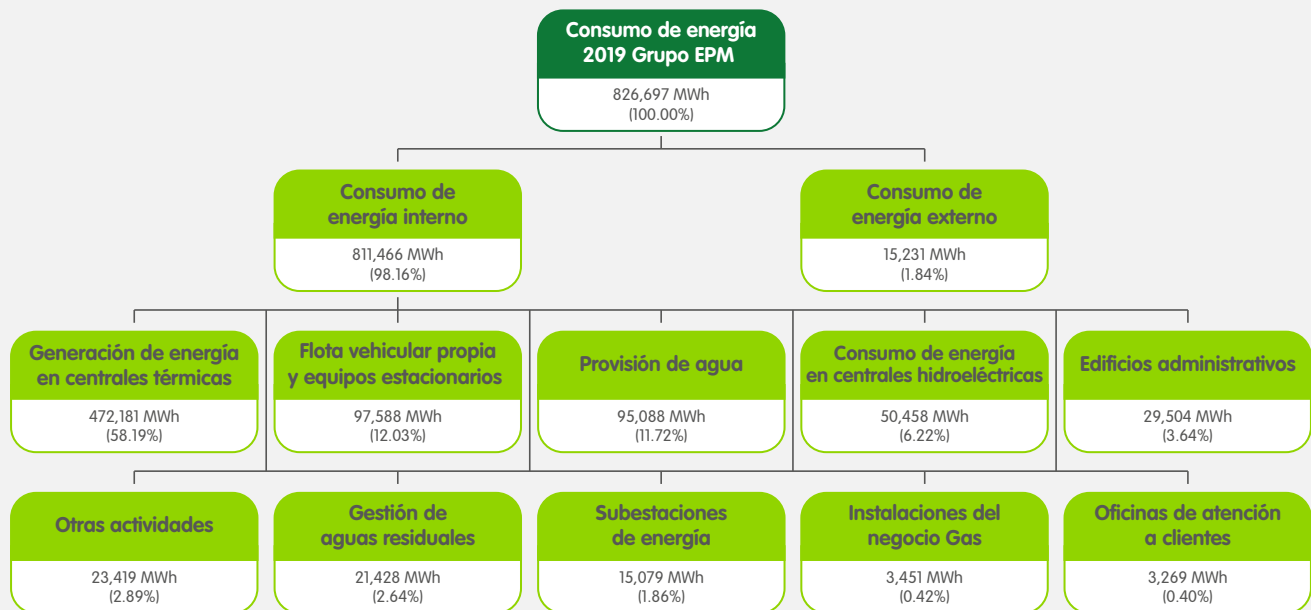 Consumo de energía
2019 Grupo EPM
826,697 MWh
(100.00%)
Consumo de
energía interno
811,466 MWh
(98.16%)
Consumo de
energía externo
15,231 MWh
(1.84%)
Generación de energía
en centrales térmicas
472,181 MWh
(58.19%)
Flota vehicular propia
y equipos estacionarios
97,588 MWh
(12.03%)
Provisión de agua
95,088 MWh
(11.72%)
Consumo de energía
en centrales hidroeléctricas
50,458 MWh
(6.22%)
Edificios administrativos
29,504 MWh
(3.64%)
Otras actividades
23,419 MWh
(2.89%)
Gestión de
aguas residuales
21,428 MWh
(2.64%)
Subestaciones
de energía
15,079 MWh
(1.86%)
Instalaciones del
negocio Gas
3,451 MWh
(0.42%)
Oficinas de atención
a clientes
3,269 MWh
(0.40%)